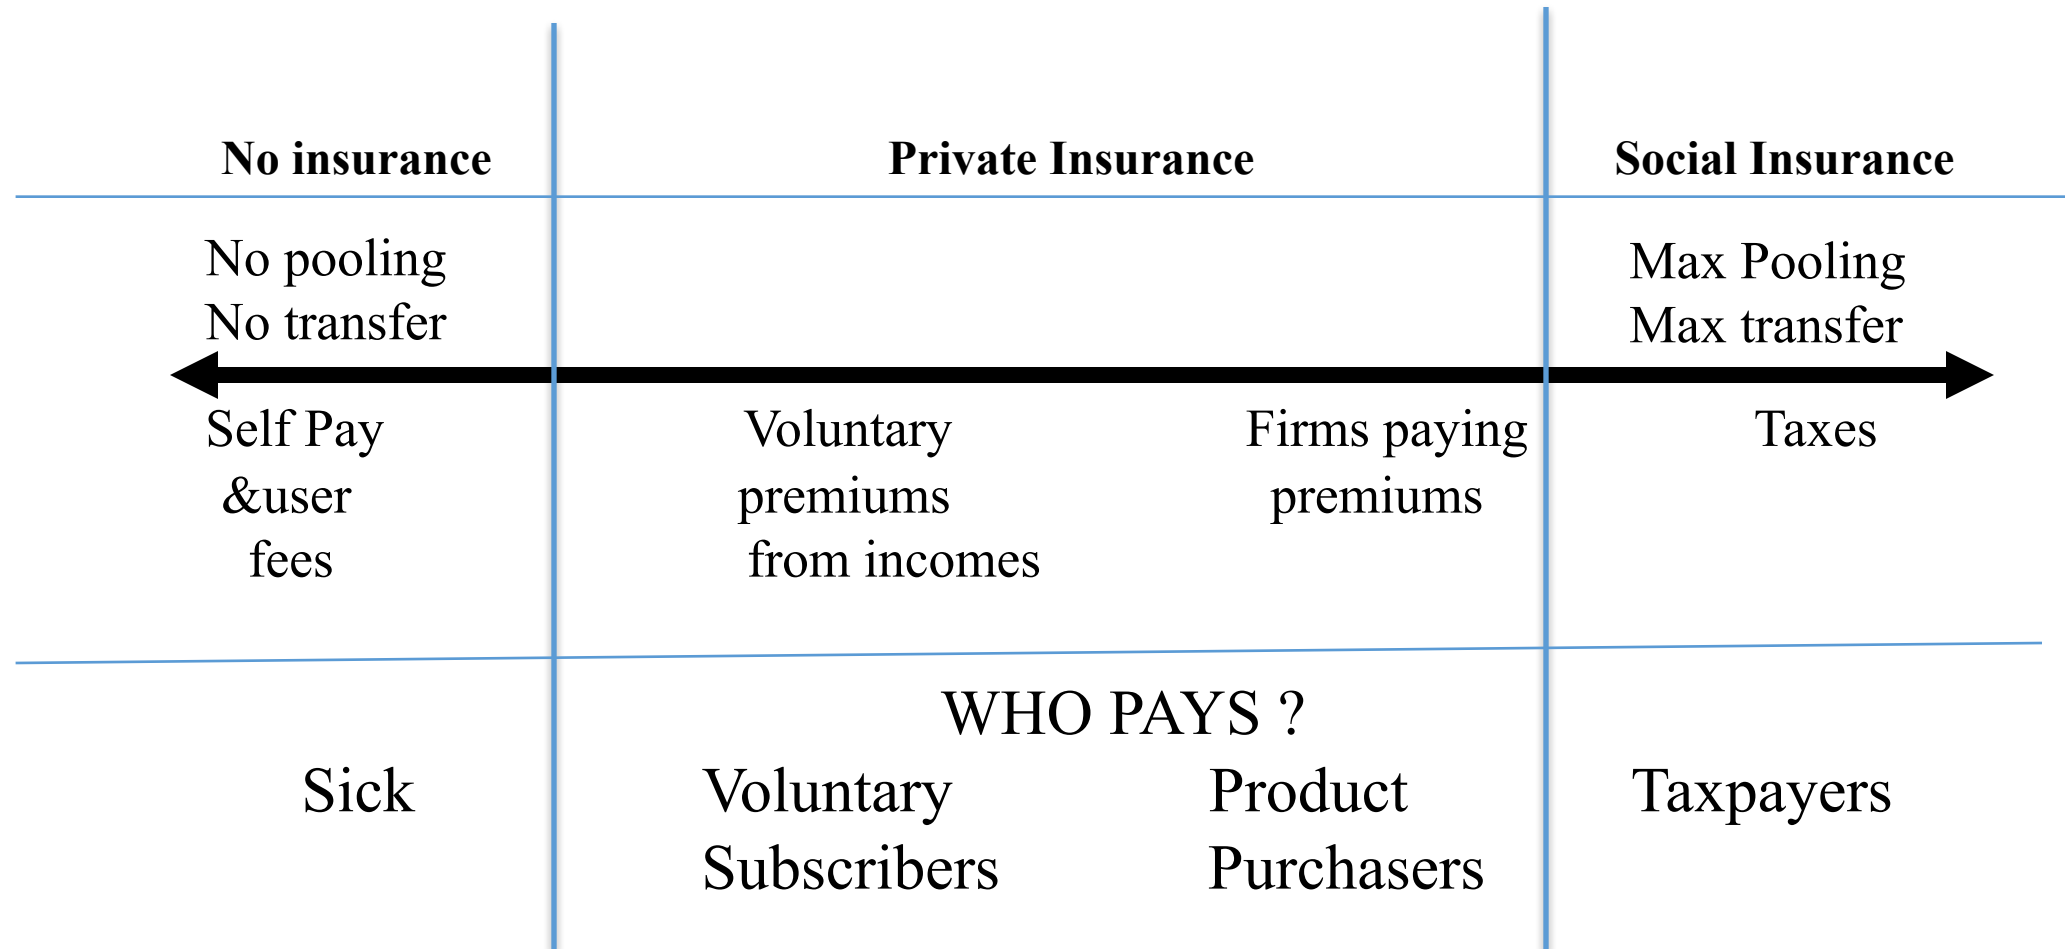 No insurance
Private Insurance
Social Insurance
No pooling
No transfer
Max Pooling
Max transfer
Self Pay
&user
fees
Voluntary
premiums
from incomes
Firms paying
premiums
Taxes
WHO PAYS ?
Sick
Voluntary
Subscribers
Product
Purchasers
Taxpayers